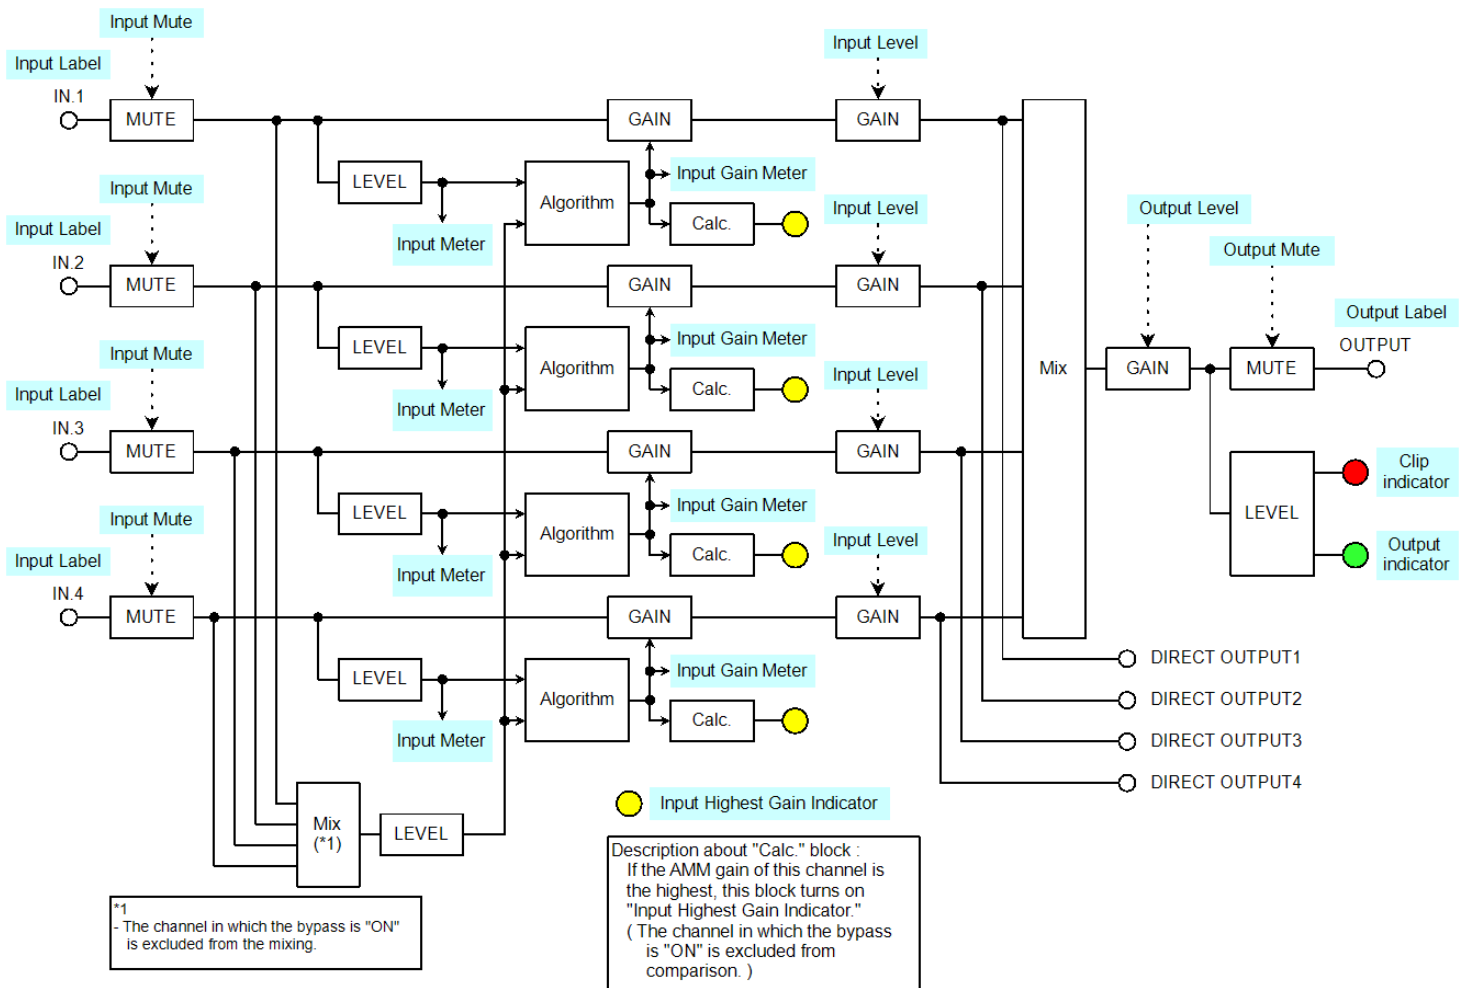 Input Mute
Input Level
Input Label
IN.1
MUTE
GAIN
GAIN
LEVEL
Algorithm
Input Gain Meter
Calc.
Input Meter
Input Mute
Input Level
Output Level
Input Label
IN.2
MUTE
GAIN
GAIN
Output Mute
LEVEL
Algorithm
Input Gain Meter
Calc.
Input Meter
Input Mute
Input Level
Mix
GAIN
MUTE
Output Label
OUTPUT
Input Label
IN.3
MUTE
GAIN
GAIN
Clip
indicator
LEVEL
Output
indicator
LEVEL
Algorithm
Input Gain Meter
Calc.
Input Meter
Input Mute
Input Level
Input Label
IN.4
MUTE
GAIN
GAIN
LEVEL
Algorithm
Input Gain Meter
Calc.
Input Meter
DIRECT OUTPUT1
DIRECT OUTPUT2
DIRECT OUTPUT3
DIRECT OUTPUT4
Mix
(*1)
LEVEL
Input Highest Gain Indicator
*1
- The channel in which the bypass is "ON"
is excluded from the mixing.
Description about "Calc." block :
If the AMM gain of this channel is
the highest, this block turns on
"Input Highest Gain Indicator."
( The channel in which the bypass
is "ON" is excluded from
comparison. )